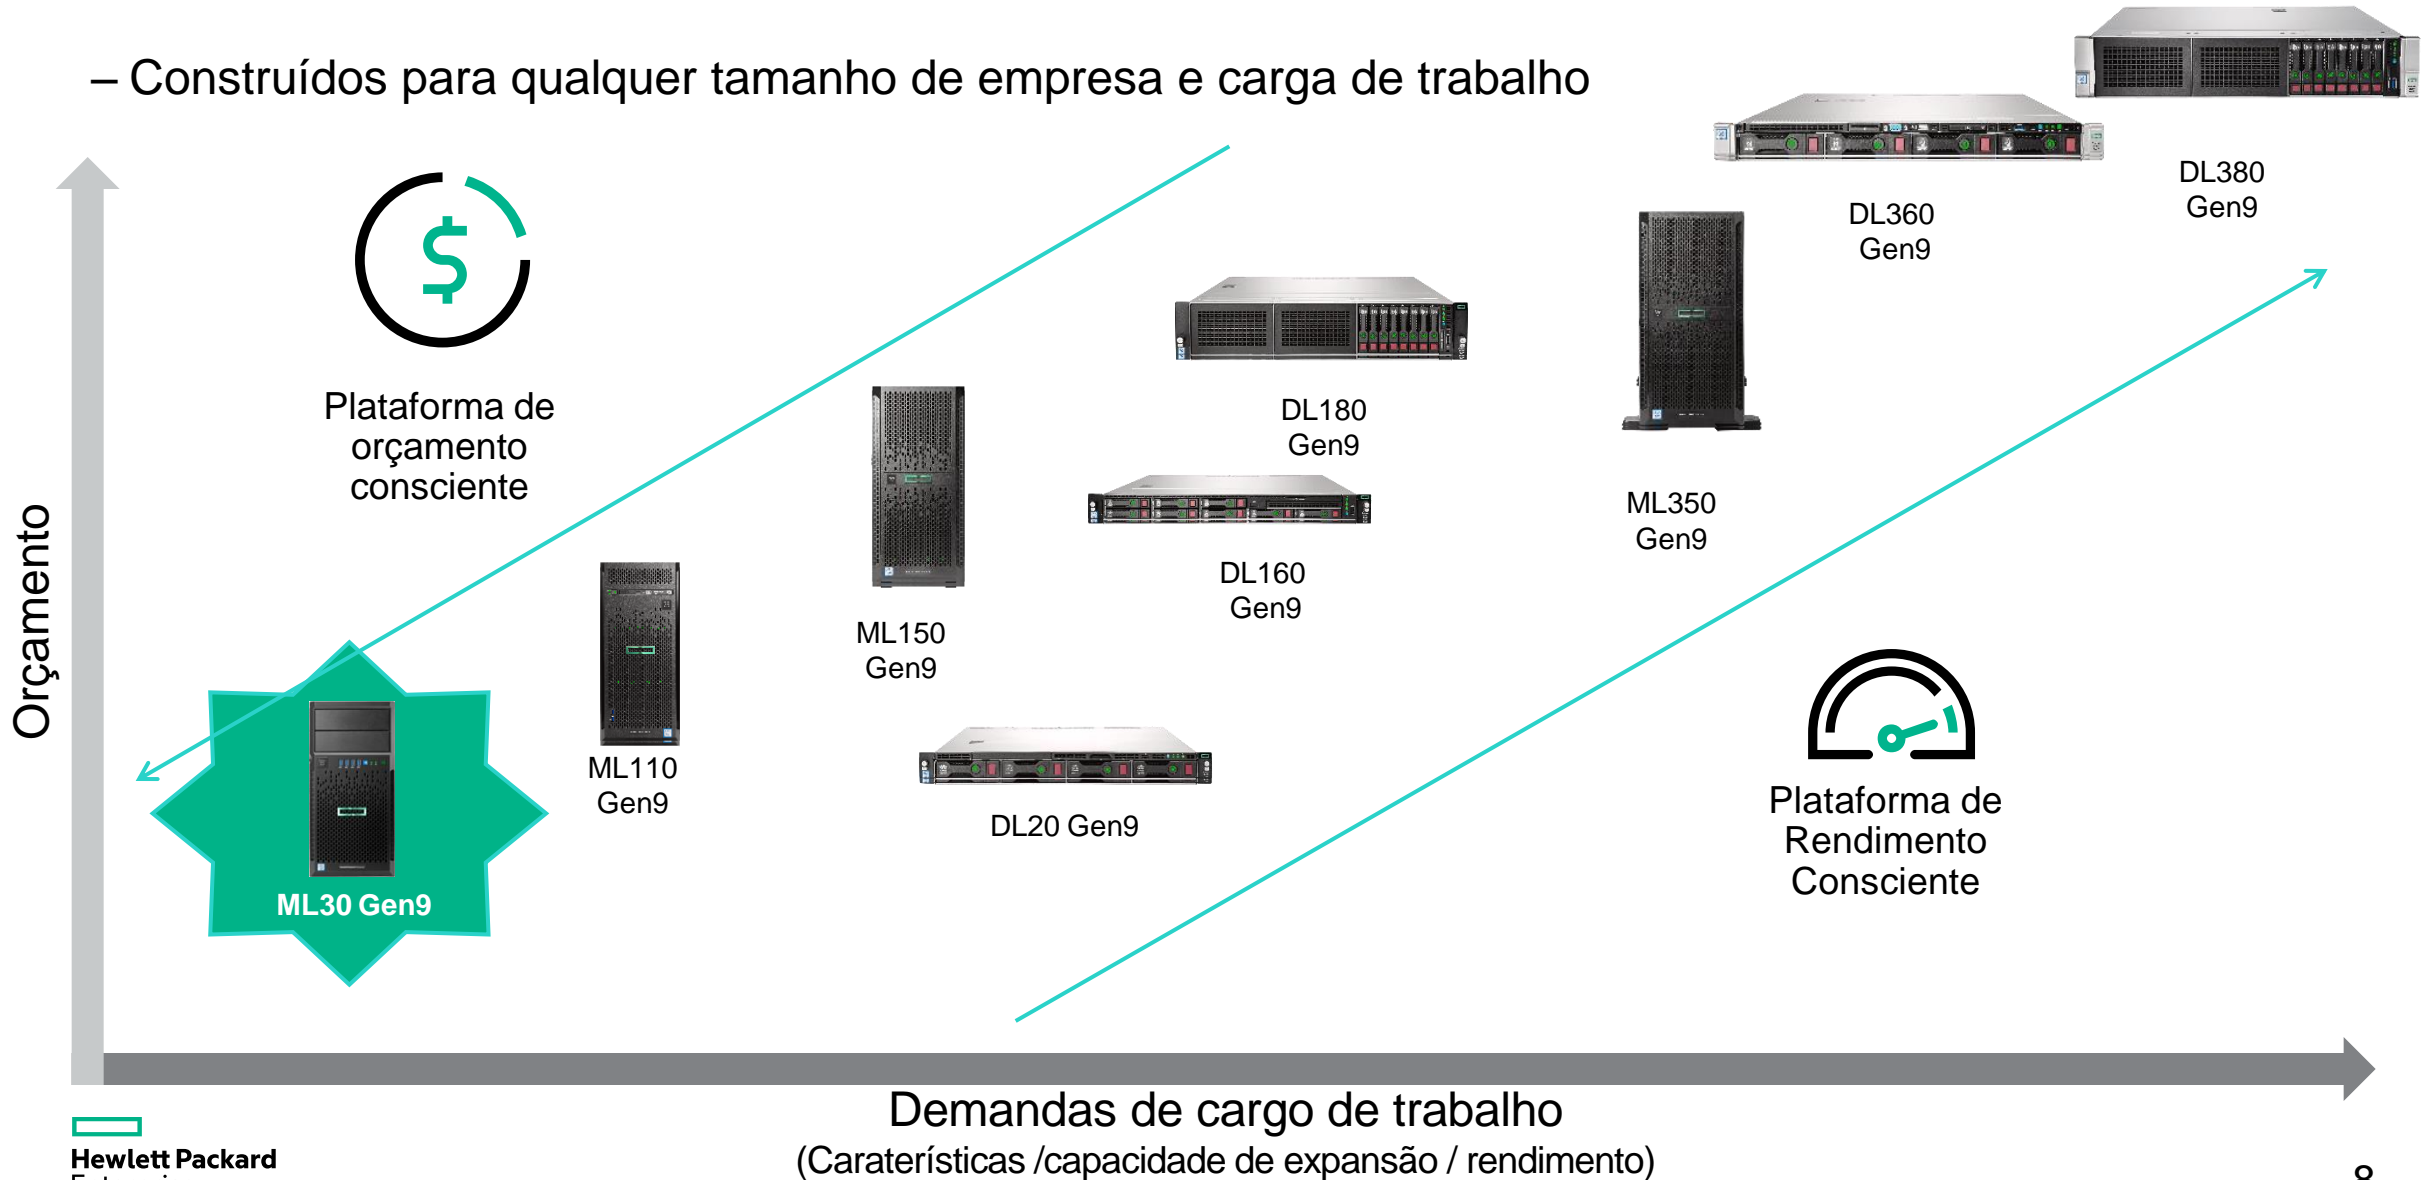 – Construídos para qualquer tamanho de empresa e carga de trabalho
DL380
Gen9
DL360
Gen9
Plataforma de
orçamento
consciente
DL180
Gen9
ML350
Gen9
DL160
Gen9
ML150
Gen9
ML110
Gen9
DL20 Gen9
ML30 Gen9
Plataforma de
Rendimento
Consciente
Orçamento
Demandas de cargo de trabalho
(Caraterísticas /capacidade de expansão / rendimento)
Hewlett Packard
8